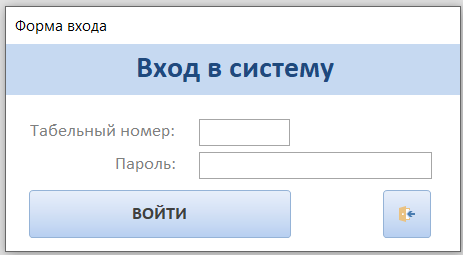 Форма входа
Вход в систему
Табельный номер:
Пароль:
ВОЙТИ